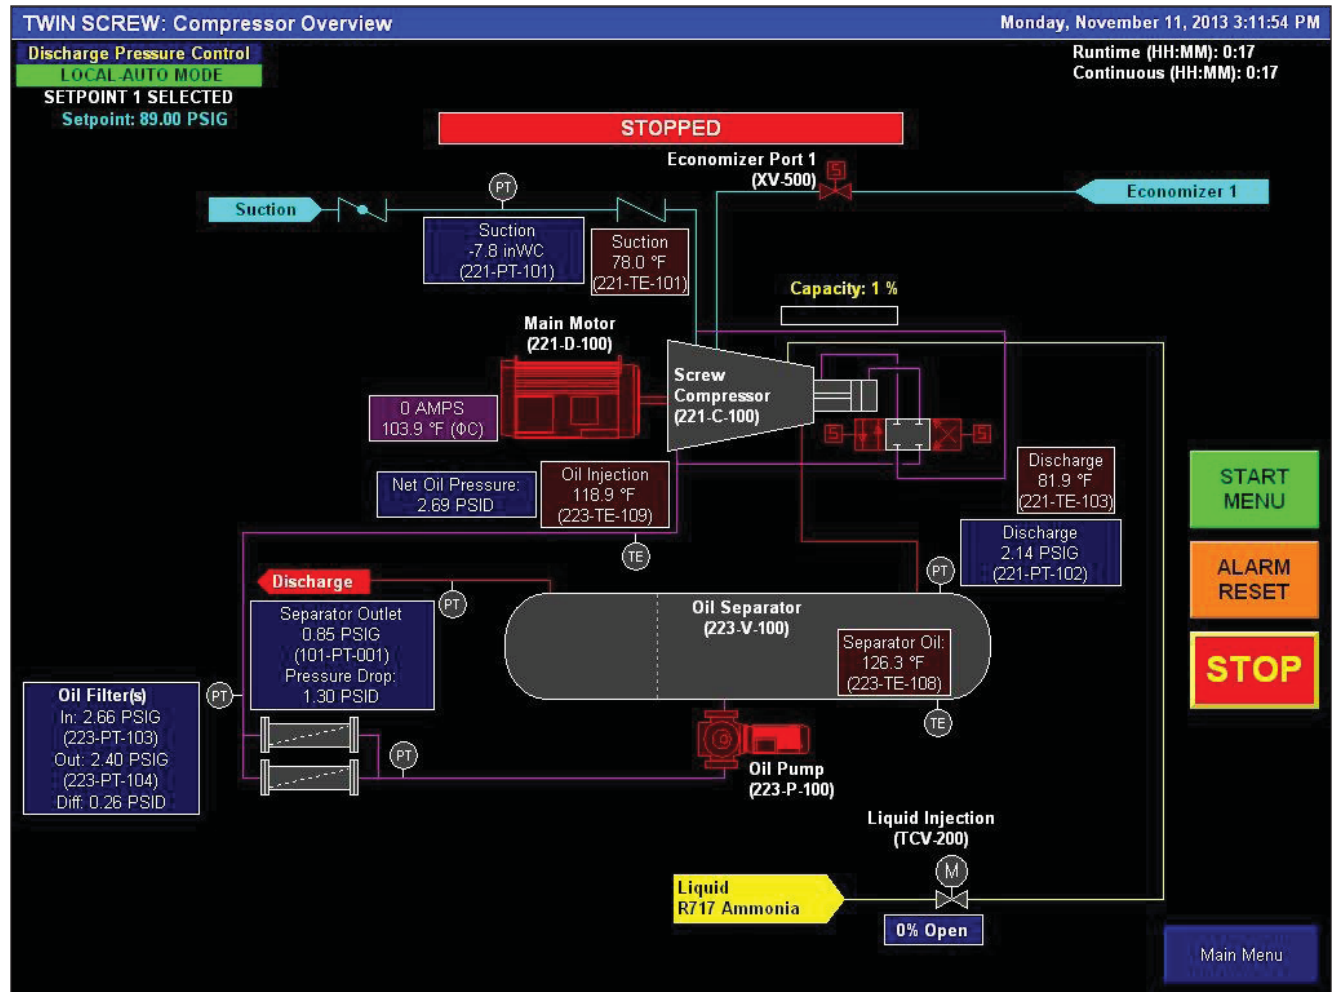 TWIN SCREW: Compressor Overview
Monday, November 11, 2013 3:11:54 PM
Discharge Pressure Control
LOCAL-AUTO MODE
SETPOINT 1 SELECTED
Setpoint: 89.00 PSIG
Runtime (HH:MM): 0:17
Continuous (HH:MM): 0:17
STOPPED
Economizer Port 1
(XV-500)
S
PT
Suction
Economizer 1
Suction
-7.8 inWC
(221-PT-101)
Suction
78.0 °F
(221-TE-101)
Capacity: 1 %
Main Motor
(221-D-100)
Screw
Compressor
(221-C-100)
0 AMPS
103.9 °F (ΦC)
S
S
Net Oil Pressure:
2.69 PSID
Oil Injection
118.9 °F
(223-TE-109)
TE
Discharge
81.9 °F
(221-TE-103)
Discharge
2.14 PSIG
(221-PT-102)
PT
START
MENU
ALARM
RESET
STOP
Discharge
PT
Separator Outlet
0.85 PSIG
(101-PT-001)
Pressure Drop:
1.30 PSID
Oil Separator
(223-V-100)
Separator Oil:
126.3 °F
(223-TE-108)
TE
Oil Filter(s)
In: 2.66 PSIG
(223-PT-103)
Out: 2.40 PSIG
(223-PT-104)
Diff: 0.26 PSID
PT
PT
Oil Pump
(223-P-100)
Liquid Injection
(TCV-200)
M
Liquid
R717 Ammonia
0% Open
Main Menu